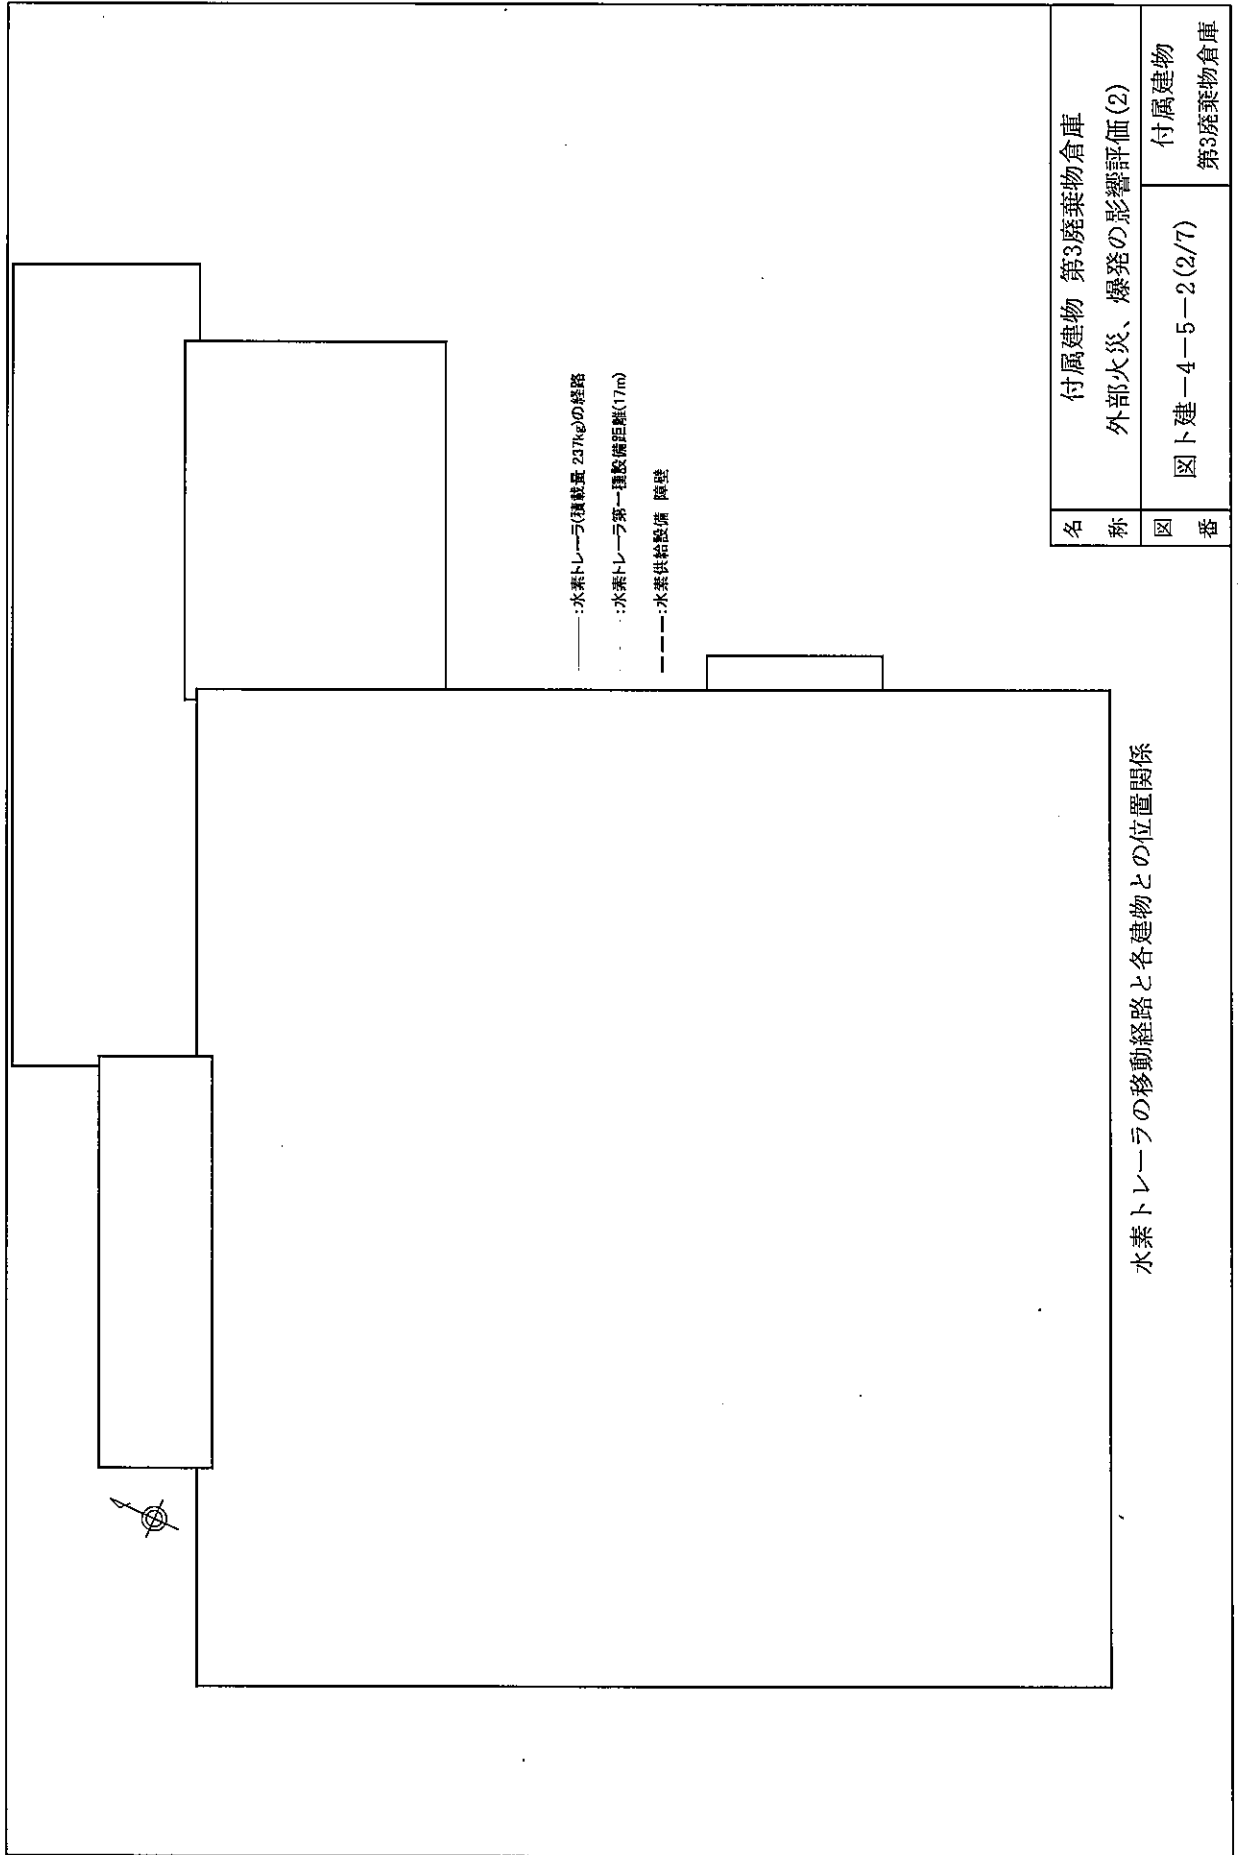 :水素トレーラ(積載量 237kg)の経路
:水素トレーラ第一種設備距離(17m)
:水素供給設備 障壁
水素トレーラの移動経路と各建物との位置関係
名称
付属建物 第3廃棄物倉庫
外部火災、爆発の影響評価(2)
図番
図ト建-4-5-2(2/7)
付属建物
第3廃棄物倉庫